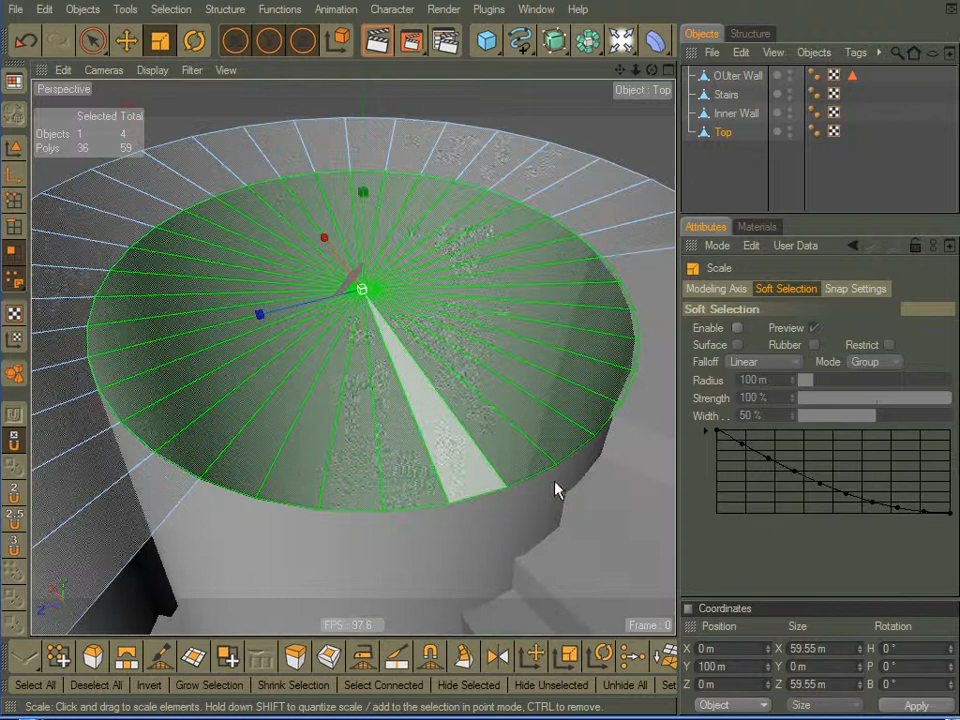 File Edit Objects Tools Selection Structure Functions Animation Character Render Plugins Window Help
Edit Cameras Display Filter View
Perspective
Object : Top
Selected Total
Objects 1 4
Polys 36 59
FPS : 97.6
Frame : 0
Objects Structure
File Edit View Objects Tags
OUter Wall
Stairs
Inner Wall
Top
Attributes Materials
Mode Edit User Data
Scale
Modeling Axis Soft Selection Snap Settings
Soft Selection
Enable Preview
Surface Rubber Restrict
Falloff Linear Mode Group
Radius 100 m
Strength 100 %
Width . . 50 %
Coordinates
Position Size Rotation
X 0 m X 59.55 m H 0 °
Y 100 m Y 0 m P 0 °
Z 0 m Z 59.55 m B 0 °
Object Size Apply
2
2.5
3
Select All Deselect All Invert Grow Selection Shrink Selection Select Connected Hide Selected Hide Unselected Unhide All Se
Scale: Click and drag to scale elements. Hold down SHIFT to quantize scale / add to the selection in point mode, CTRL to remove.